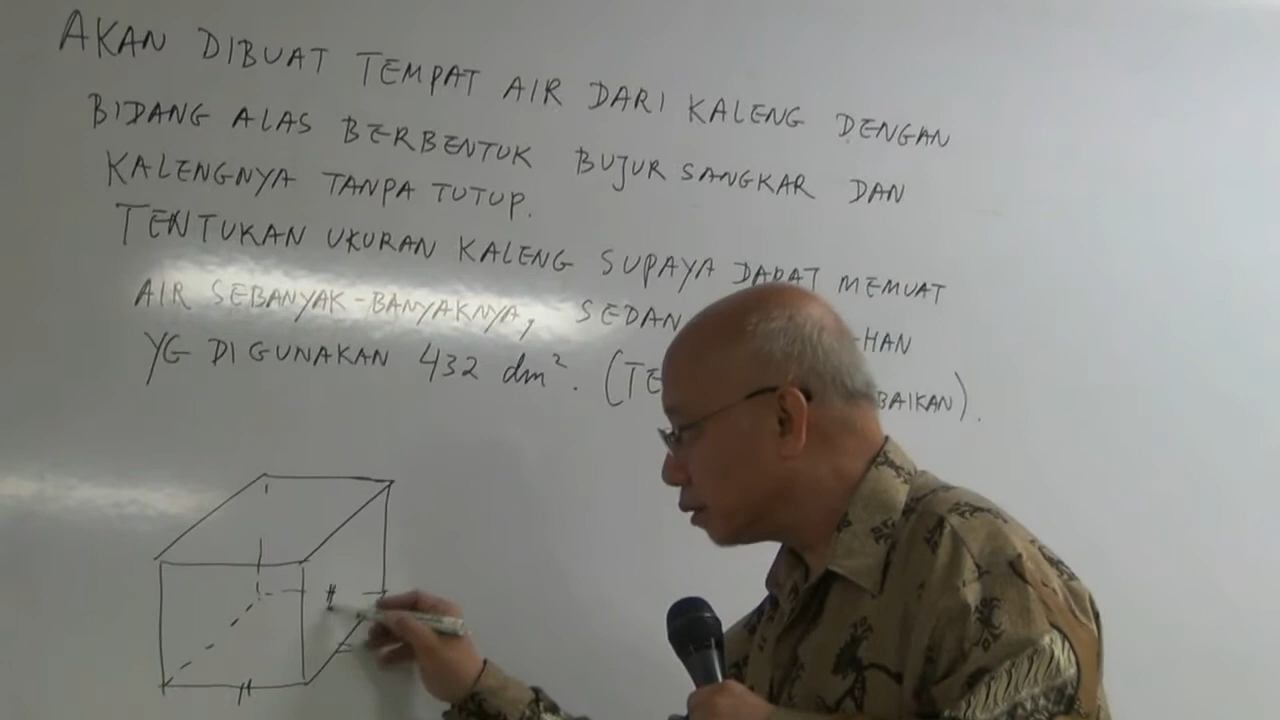 AKAN DIBUAT TEMPAT AIR DARI KALENG DENGAN
BIDANG ALAS BERBENTUK BUJUR SANGKAR DAN
KALENGNYA TANPA TUTUP.
TENTUKAN UKURAN KALENG SUPAYA DAPAT MEMUAT
AIR SEBANYAK-BANYAKNYA, SEDAN HAN
YG DIGUNAKAN 432 dm². (TE BAIKAN).